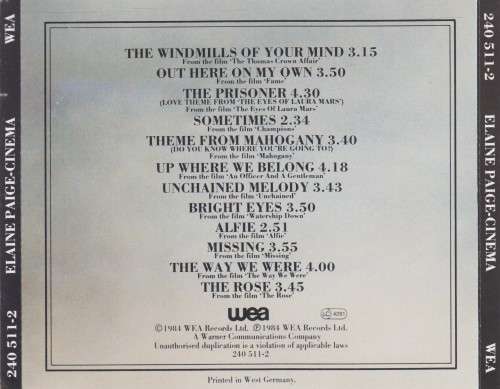 WEA
ELAINE PAIGE-CINEMA
240 511-2
THE WINDMILLS OF YOUR MIND 3.15
From the film 'The Thomas Crown Affair'
OUT HERE ON MY OWN 3.50
From the film 'Fame'
THE PRISONER 4.30
(LOVE THEME FROM 'THE EYES OF LAURA MARS')
From the film 'The Eyes Of Laura Mars'
SOMETIMES 2.34
From the film 'Champions'
THEME FROM MAHOGANY 3.40
(DO YOU KNOW WHERE YOU'RE GOING TO?)
From the film 'Mahogany'
UP WHERE WE BELONG 4.18
From the film 'An Officer And A Gentleman'
UNCHAINED MELODY 3.43
From the film 'Unchained'
BRIGHT EYES 3.50
From the film 'Watership Down'
ALFIE 2.51
From the film 'Alfie'
MISSING 3.55
From the film 'Missing'
THE WAY WE WERE 4.00
From the film 'The Way We Were'
THE ROSE 3.45
From the film 'The Rose'
wea
©1984 WEA Records Ltd. ℗1984 WEA Records Ltd.
A Warner Communications Company
Unauthorised duplication is a violation of applicable laws
240 511-2
Printed in West Germany.
240 511-2
ELAINE PAIGE-CINEMA
WEA